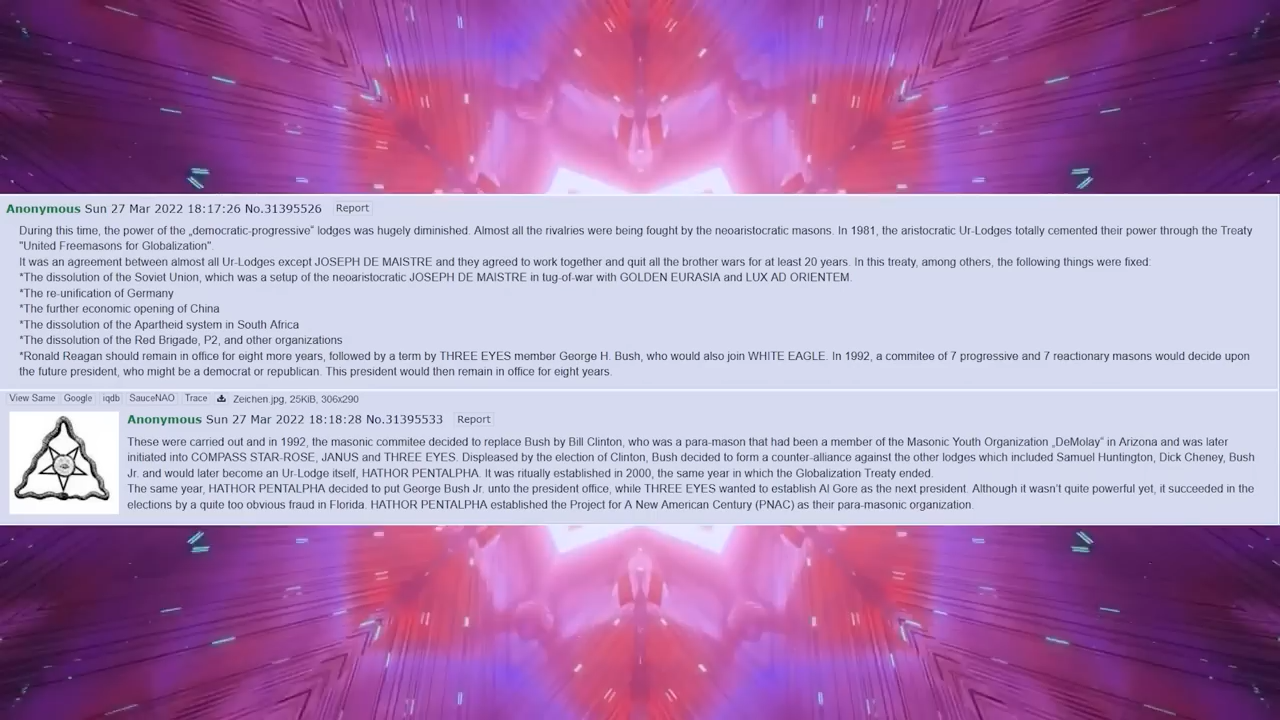 Anonymous Sun 27 Mar 2022 18:17:26 No.31395526 Report
During this time, the power of the „democratic-progressive“ lodges was hugely diminished. Almost all the rivalries were being fought by the neoaristocratic masons. In 1981, the aristocratic Ur-Lodges totally cemented their power through the Treaty
"United Freemasons for Globalization".
It was an agreement between almost all Ur-Lodges except JOSEPH DE MAISTRE and they agreed to work together and quit all the brother wars for at least 20 years. In this treaty, among others, the following things were fixed:
*The dissolution of the Soviet Union, which was a setup of the neoaristocratic JOSEPH DE MAISTRE in tug-of-war with GOLDEN EURASIA and LUX AD ORIENTEM.
*The re-unification of Germany
*The further economic opening of China
*The dissolution of the Apartheid system in South Africa
*The dissolution of the Red Brigade, P2, and other organizations
*Ronald Reagan should remain in office for eight more years, followed by a term by THREE EYES member George H. Bush, who would also join WHITE EAGLE. In 1992, a commitee of 7 progressive and 7 reactionary masons would decide upon
the future president, who might be a democrat or republican. This president would then remain in office for eight years.
View Same Google iqdb SauceNAO Trace Zeichen.jpg, 25KiB, 306x290
Anonymous Sun 27 Mar 2022 18:18:28 No.31395533 Report
These were carried out and in 1992, the masonic commitee decided to replace Bush by Bill Clinton, who was a para-mason that had been a member of the Masonic Youth Organization „DeMolay“ in Arizona and was later
initiated into COMPASS STAR-ROSE, JANUS and THREE EYES. Displeased by the election of Clinton, Bush decided to form a counter-alliance against the other lodges which included Samuel Huntington, Dick Cheney, Bush
Jr. and would later become an Ur-Lodge itself, HATHOR PENTALPHA. It was ritually established in 2000, the same year in which the Globalization Treaty ended.
The same year, HATHOR PENTALPHA decided to put George Bush Jr. unto the president office, while THREE EYES wanted to establish Al Gore as the next president. Although it wasn't quite powerful yet, it succeeded in the
elections by a quite too obvious fraud in Florida. HATHOR PENTALPHA established the Project for A New American Century (PNAC) as their para-masonic organization.